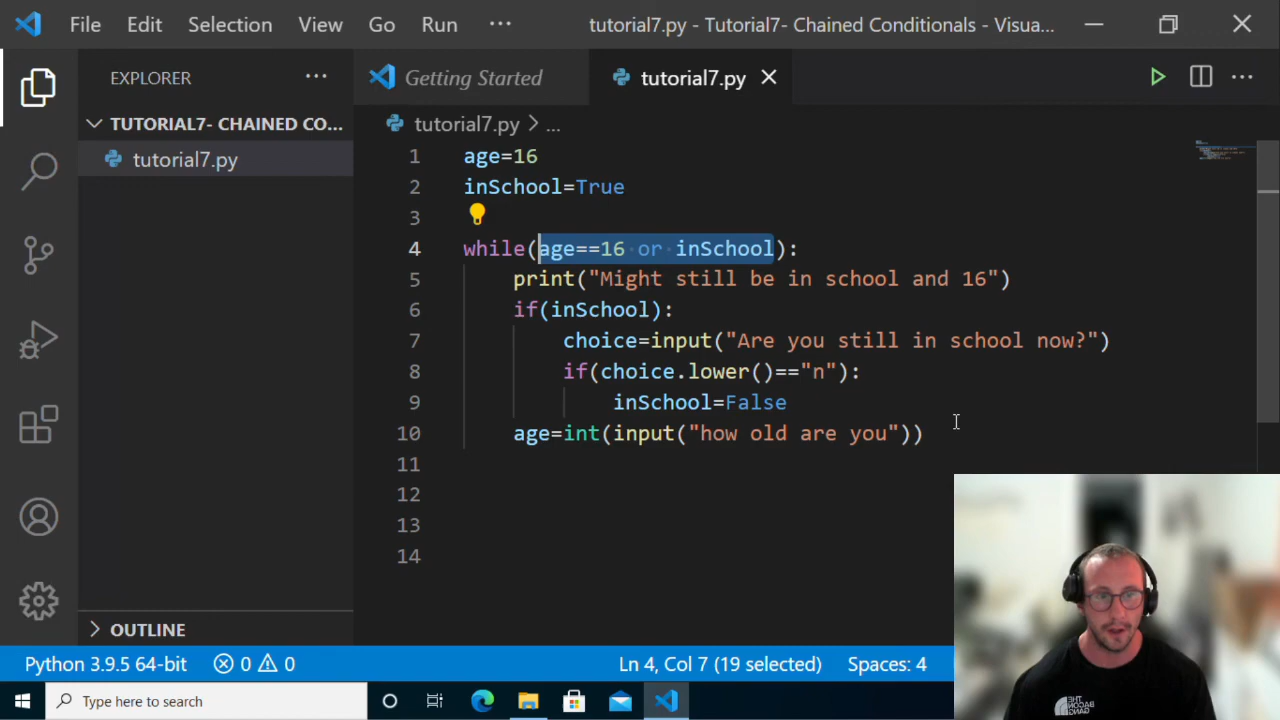 File Edit Selection View Go Run ··· tutorial7.py - Tutorial7- Chained Conditionals - Visua...
EXPLORER ···
Getting Started
tutorial7.py
TUTORIAL7- CHAINED CO...
tutorial7.py
tutorial7.py > ...
1 age=16
2 inSchool=True
3
4 while(age==16 or inSchool):
5 print("Might still be in school and 16")
6 if(inSchool):
7 choice=input("Are you still in school now?")
8 if(choice.lower()=="n"):
9 inSchool=False
10 age=int(input("how old are you"))
11
12
13
14
OUTLINE
Python 3.9.5 64-bit 0 0 Ln 4, Col 7 (19 selected) Spaces: 4
Type here to search
THE
BACON
GANG